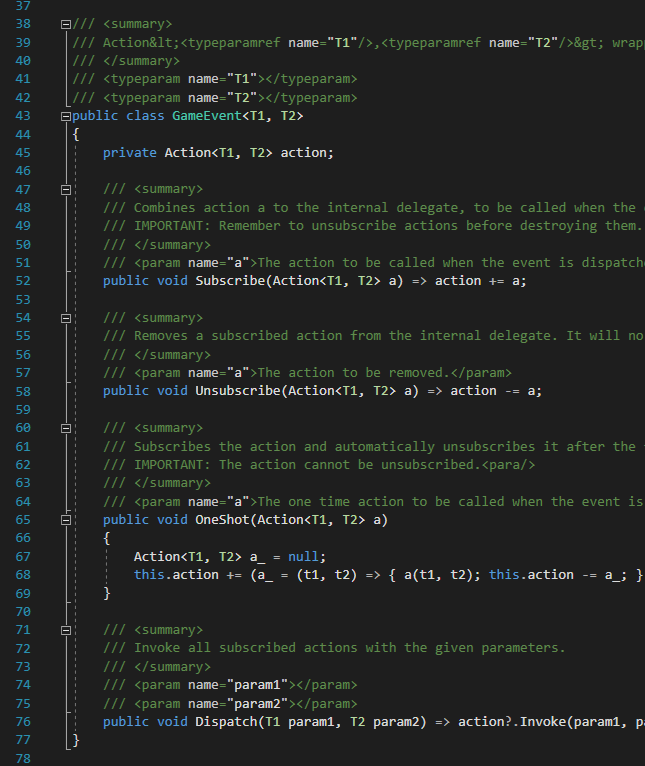 37
38 /// <summary>
39 /// Action&lt;<typeparamref name="T1"/>,<typeparamref name="T2"/>&gt;
40 /// </summary>
41 /// <typeparam name="T1"></typeparam>
42 /// <typeparam name="T2"></typeparam>
43 public class GameEvent<T1, T2>
44 {
45 private Action<T1, T2> action;
46
47 /// <summary>
48 /// Combines action a to the internal delegate, to be called when the
49 /// IMPORTANT: Remember to unsubscribe actions before destroying them.
50 /// </summary>
51 /// <param name="a">The action to be called when the event is
52 public void Subscribe(Action<T1, T2> a) => action += a;
53
54 /// <summary>
55 /// Removes a subscribed action from the internal delegate. It will no
56 /// </summary>
57 /// <param name="a">The action to be removed.</param>
58 public void Unsubscribe(Action<T1, T2> a) => action -= a;
59
60 /// <summary>
61 /// Subscribes the action and automatically unsubscribes it after the
62 /// IMPORTANT: The action cannot be unsubscribed.<para/>
63 /// </summary>
64 /// <param name="a">The one time action to be called when the event is
65 public void OneShot(Action<T1, T2> a)
66 {
67 Action<T1, T2> a_ = null;
68 this.action += (a_ = (t1, t2) => { a(t1, t2); this.action -= a_; }
69 }
70
71 /// <summary>
72 /// Invoke all subscribed actions with the given parameters.
73 /// </summary>
74 /// <param name="param1"></param>
75 /// <param name="param2"></param>
76 public void Dispatch(T1 param1, T2 param2) => action?.Invoke(param1,
77 }
78